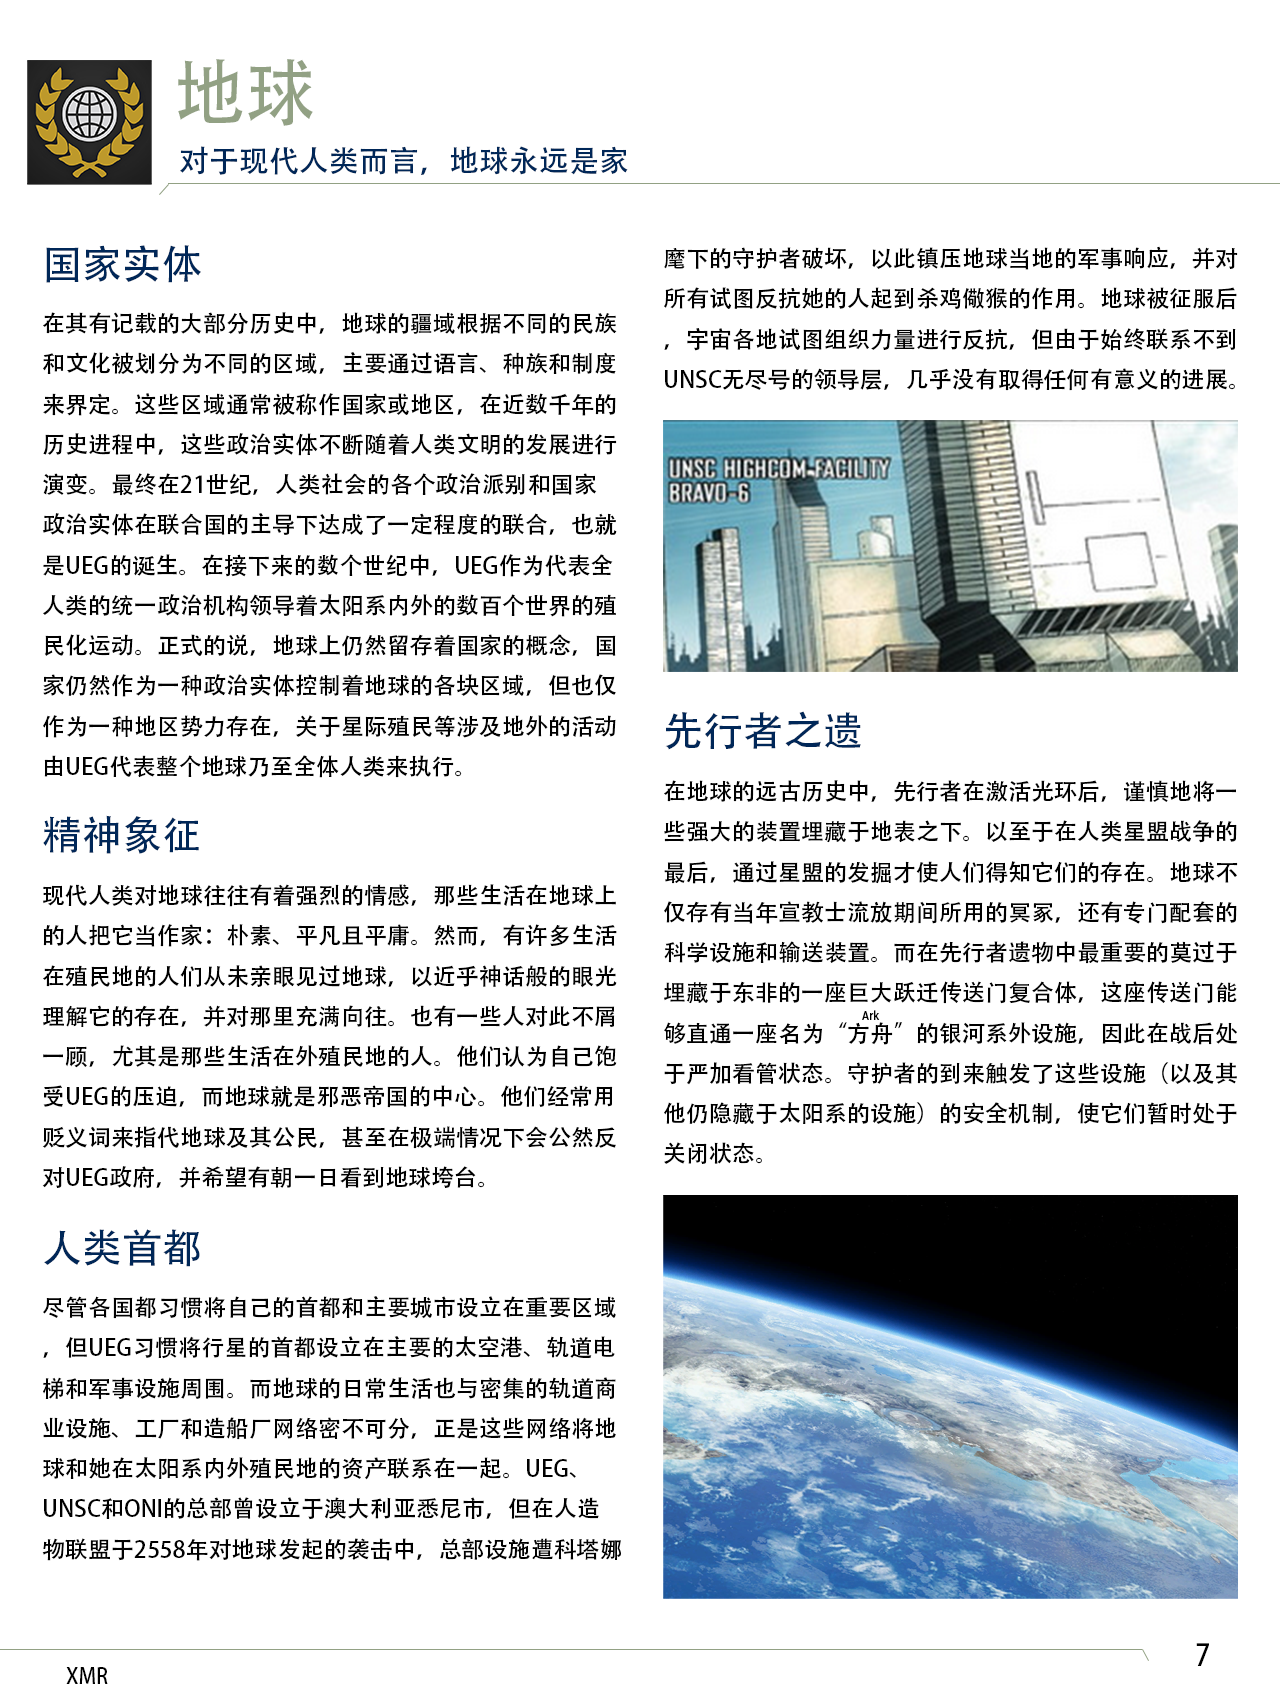 地球
对于现代人类而言，地球永远是家
国家实体
在其有记载的大部分历史中，地球的疆域根据不同的民族
和文化被划分为不同的区域，主要通过语言、种族和制度
来界定。这些区域通常被称作国家或地区，在近数千年的
历史进程中，这些政治实体不断随着人类文明的发展进行
演变。最终在21世纪，人类社会的各个政治派别和国家
政治实体在联合国的主导下达成了一定程度的联合，也就
是UEG的诞生。在接下来的数个世纪中，UEG作为代表全
人类的统一政治机构领导着太阳系内外的数百个世界的殖
民化运动。正式的说，地球上仍然留存着国家的概念，国
家仍然作为一种政治实体控制着地球的各块区域，但也仅
作为一种地区势力存在，关于星际殖民等涉及地外的活动
由UEG代表整个地球乃至全体人类来执行。
精神象征
现代人类对地球往往有着强烈的情感，那些生活在地球上
的人把它当作家：朴素、平凡且平庸。然而，有许多生活
在殖民地的人们从未亲眼见过地球，以近乎神话般的眼光
理解它的存在，并对那里充满向往。也有一些人对此不屑
一顾，尤其是那些生活在外殖民地的人。他们认为自己饱
受UEG的压迫，而地球就是邪恶帝国的中心。他们经常用
贬义词来指代地球及其公民，甚至在极端情况下会公然反
对UEG政府，并希望有朝一日看到地球垮台。
人类首都
尽管各国都习惯将自己的首都和主要城市设立在重要区域
，但UEG习惯将行星的首都设立在主要的太空港、轨道电
梯和军事设施周围。而地球的日常生活也与密集的轨道商
业设施、工厂和造船厂网络密不可分，正是这些网络将地
球和她在太阳系内外殖民地的资产联系在一起。UEG、
UNSC和ONI的总部曾设立于澳大利亚悉尼市，但在人造
物联盟于2558年对地球发起的袭击中，总部设施遭科塔娜
麾下的守护者破坏，以此镇压地球当地的军事响应，并对
所有试图反抗她的人起到杀鸡儆猴的作用。地球被征服后
，宇宙各地试图组织力量进行反抗，但由于始终联系不到
UNSC无尽号的领导层，几乎没有取得任何有意义的进展。
UNSC HIGHCOM FACILITY
BRAVO-6
先行者之遗
在地球的远古历史中，先行者在激活光环后，谨慎地将一
些强大的装置埋藏于地表之下。以至于在人类星盟战争的
最后，通过星盟的发掘才使人们得知它们的存在。地球不
仅存有当年宣教士流放期间所用的冥冢，还有专门配套的
科学设施和输送装置。而在先行者遗物中最重要的莫过于
埋藏于东非的一座巨大跃迁传送门复合体，这座传送门能
Ark
够直通一座名为“方舟”的银河系外设施，因此在战后处
于严加看管状态。守护者的到来触发了这些设施（以及其
他仍隐藏于太阳系的设施）的安全机制，使它们暂时处于
关闭状态。
7
XMR